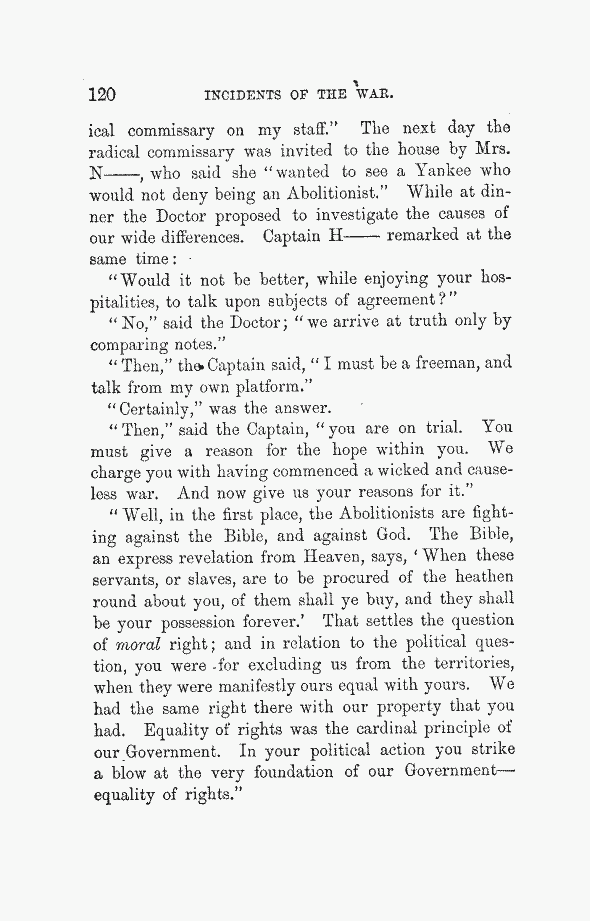 120 INCIDENTS OF THE WAR.
ical commissary on my staff." The next day the
radical commissary was invited to the house by Mrs.
N——, who said she "wanted to see a Yankee who
would not deny being an Abolitionist." While at din-
ner the Doctor proposed to investigate the causes of
our wide differences. Captain H—— remarked at the
same time:
"Would it not be better, while enjoying your hos-
pitalities, to talk upon subjects of agreement?"
"No," said the Doctor; "we arrive at truth only by
comparing notes."
"Then," the Captain said, "I must be a freeman, and
talk from my own platform."
"Certainly," was the answer.
"Then," said the Captain, "you are on trial. You
must give a reason for the hope within you. We
charge you with having commenced a wicked and cause-
less war. And now give us your reasons for it."
"Well, in the first place, the Abolitionists are fight-
ing against the Bible, and against God. The Bible,
an express revelation from Heaven, says, 'When these
servants, or slaves, are to be procured of the heathen
round about you, of them shall ye buy, and they shall
be your possession forever.' That settles the question
of moral right; and in relation to the political ques-
tion, you were for excluding us from the territories,
when they were manifestly ours equal with yours. We
had the same right there with our property that you
had. Equality of rights was the cardinal principle of
our Government. In your political action you strike
a blow at the very foundation of our Government—
equality of rights."